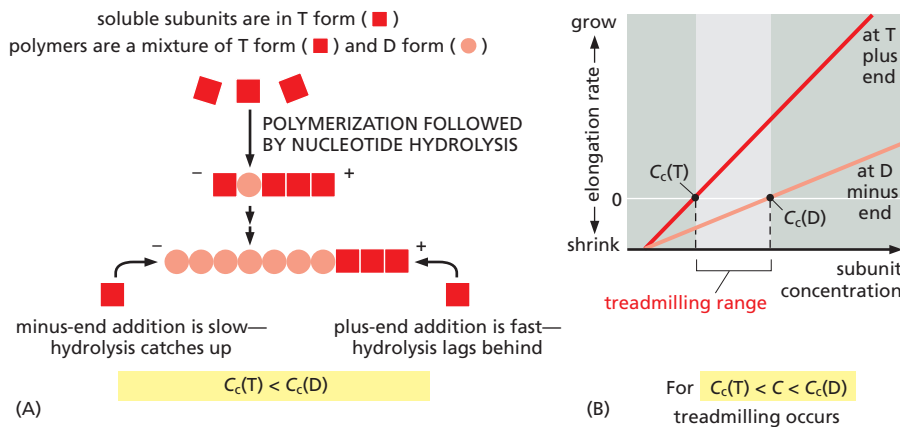 (A)
soluble subunits are in T form ( )
polymers are a mixture of T form ( ) and D form ( )
POLYMERIZATION FOLLOWED
BY NUCLEOTIDE HYDROLYSIS
– +
– +
minus-end addition is slow—
hydrolysis catches up
plus-end addition is fast—
hydrolysis lags behind
Cc(T) < Cc(D)
(B)
grow
elongation rate
0
shrink
at T
plus
end
at D
minus
end
Cc(T)
Cc(D)
subunit
concentration
treadmilling range
For Cc(T) < C < Cc(D)
treadmilling occurs